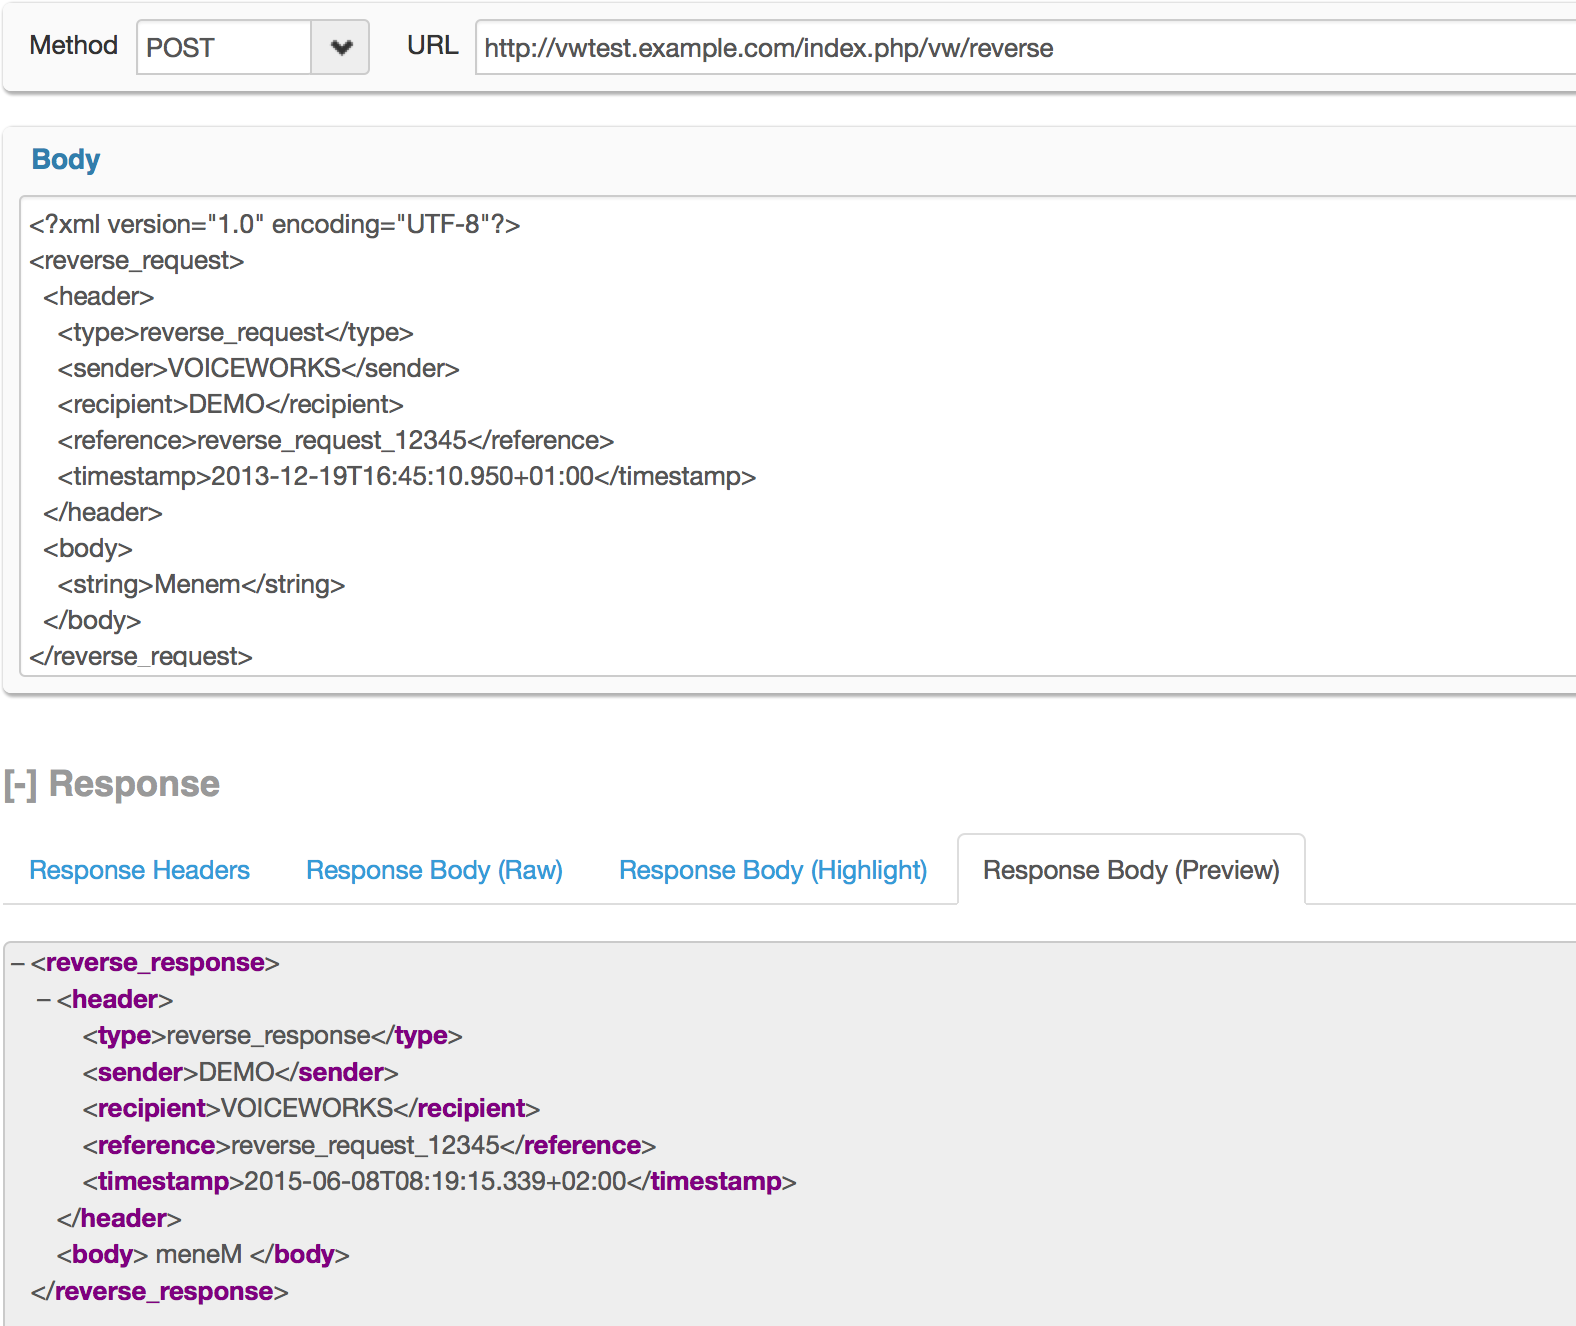 Method POST URL http://vwtest.example.com/index.php/vw/reverse
Body
<?xml version="1.0" encoding="UTF-8"?>
<reverse_request>
<header>
<type>reverse_request</type>
<sender>VOICEWORKS</sender>
<recipient>DEMO</recipient>
<reference>reverse_request_12345</reference>
<timestamp>2013-12-19T16:45:10.950+01:00</timestamp>
</header>
<body>
<string>Menem</string>
</body>
</reverse_request>
[-] Response
Response Headers Response Body (Raw) Response Body (Highlight) Response Body (Preview)
– <reverse_response>
– <header>
<type>reverse_response</type>
<sender>DEMO</sender>
<recipient>VOICEWORKS</recipient>
<reference>reverse_request_12345</reference>
<timestamp>2015-06-08T08:19:15.339+02:00</timestamp>
</header>
<body> meneM </body>
</reverse_response>